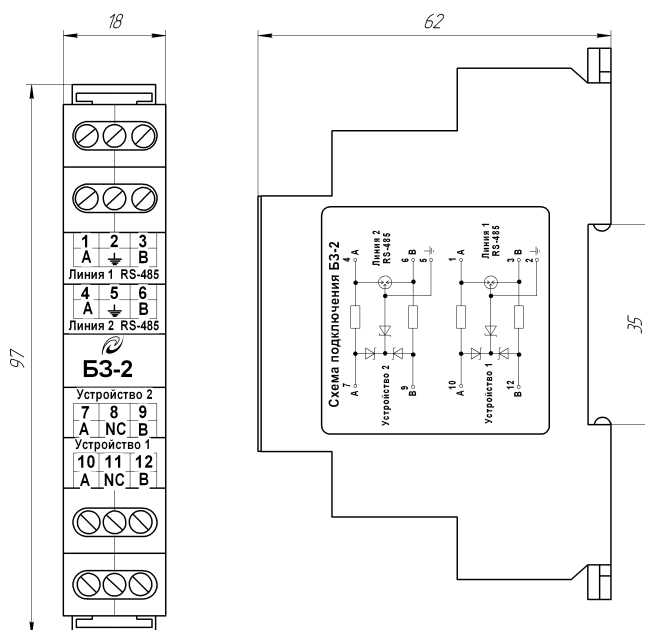 18
62
97
35
1 2 3
A B
Линия 1 RS-485
4 5 6
A B
Линия 2 RS-485
БЗ-2
Устройство 2
7 8 9
A NC B
Устройство 1
10 11 12
A NC B
Схема подключения БЗ-2
4 A
Линия 2
RS-485
6 B
5
7 A
Устройство 2
9 B
1 A
Линия 1
RS-485
3 B
2
10 A
Устройство 1
12 B